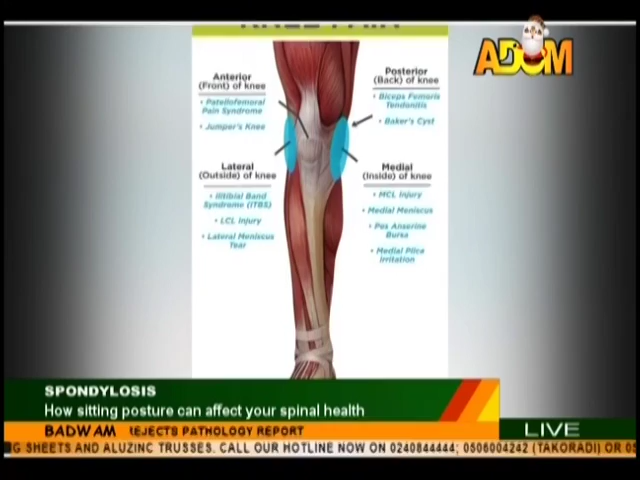 KNEE PAIN
ADOM
Anterior
(Front) of knee
• Patellofemoral
Pain Syndrome
• Jumper's Knee
Posterior
(Back) of knee
• Biceps Femoris
Tendonitis
• Baker's Cyst
Lateral
(Outside) of knee
• Illitibial Band
Syndrome (ITBS)
• LCL Injury
• Lateral Meniscus
Tear
Medial
(Inside) of knee
• MCL Injury
• Medial Meniscus
• Pes Anserine
Bursa
• Medial Plica
Irritation
SPONDYLOSIS
How sitting posture can affect your spinal health
BADWAM EJECTS PATHOLOGY REPORT
LIVE
G SHEETS AND ALUZINC TRUSSES. CALL OUR HOTLINE NOW ON 0240844444; 0506004242 (TAKORADI) OR